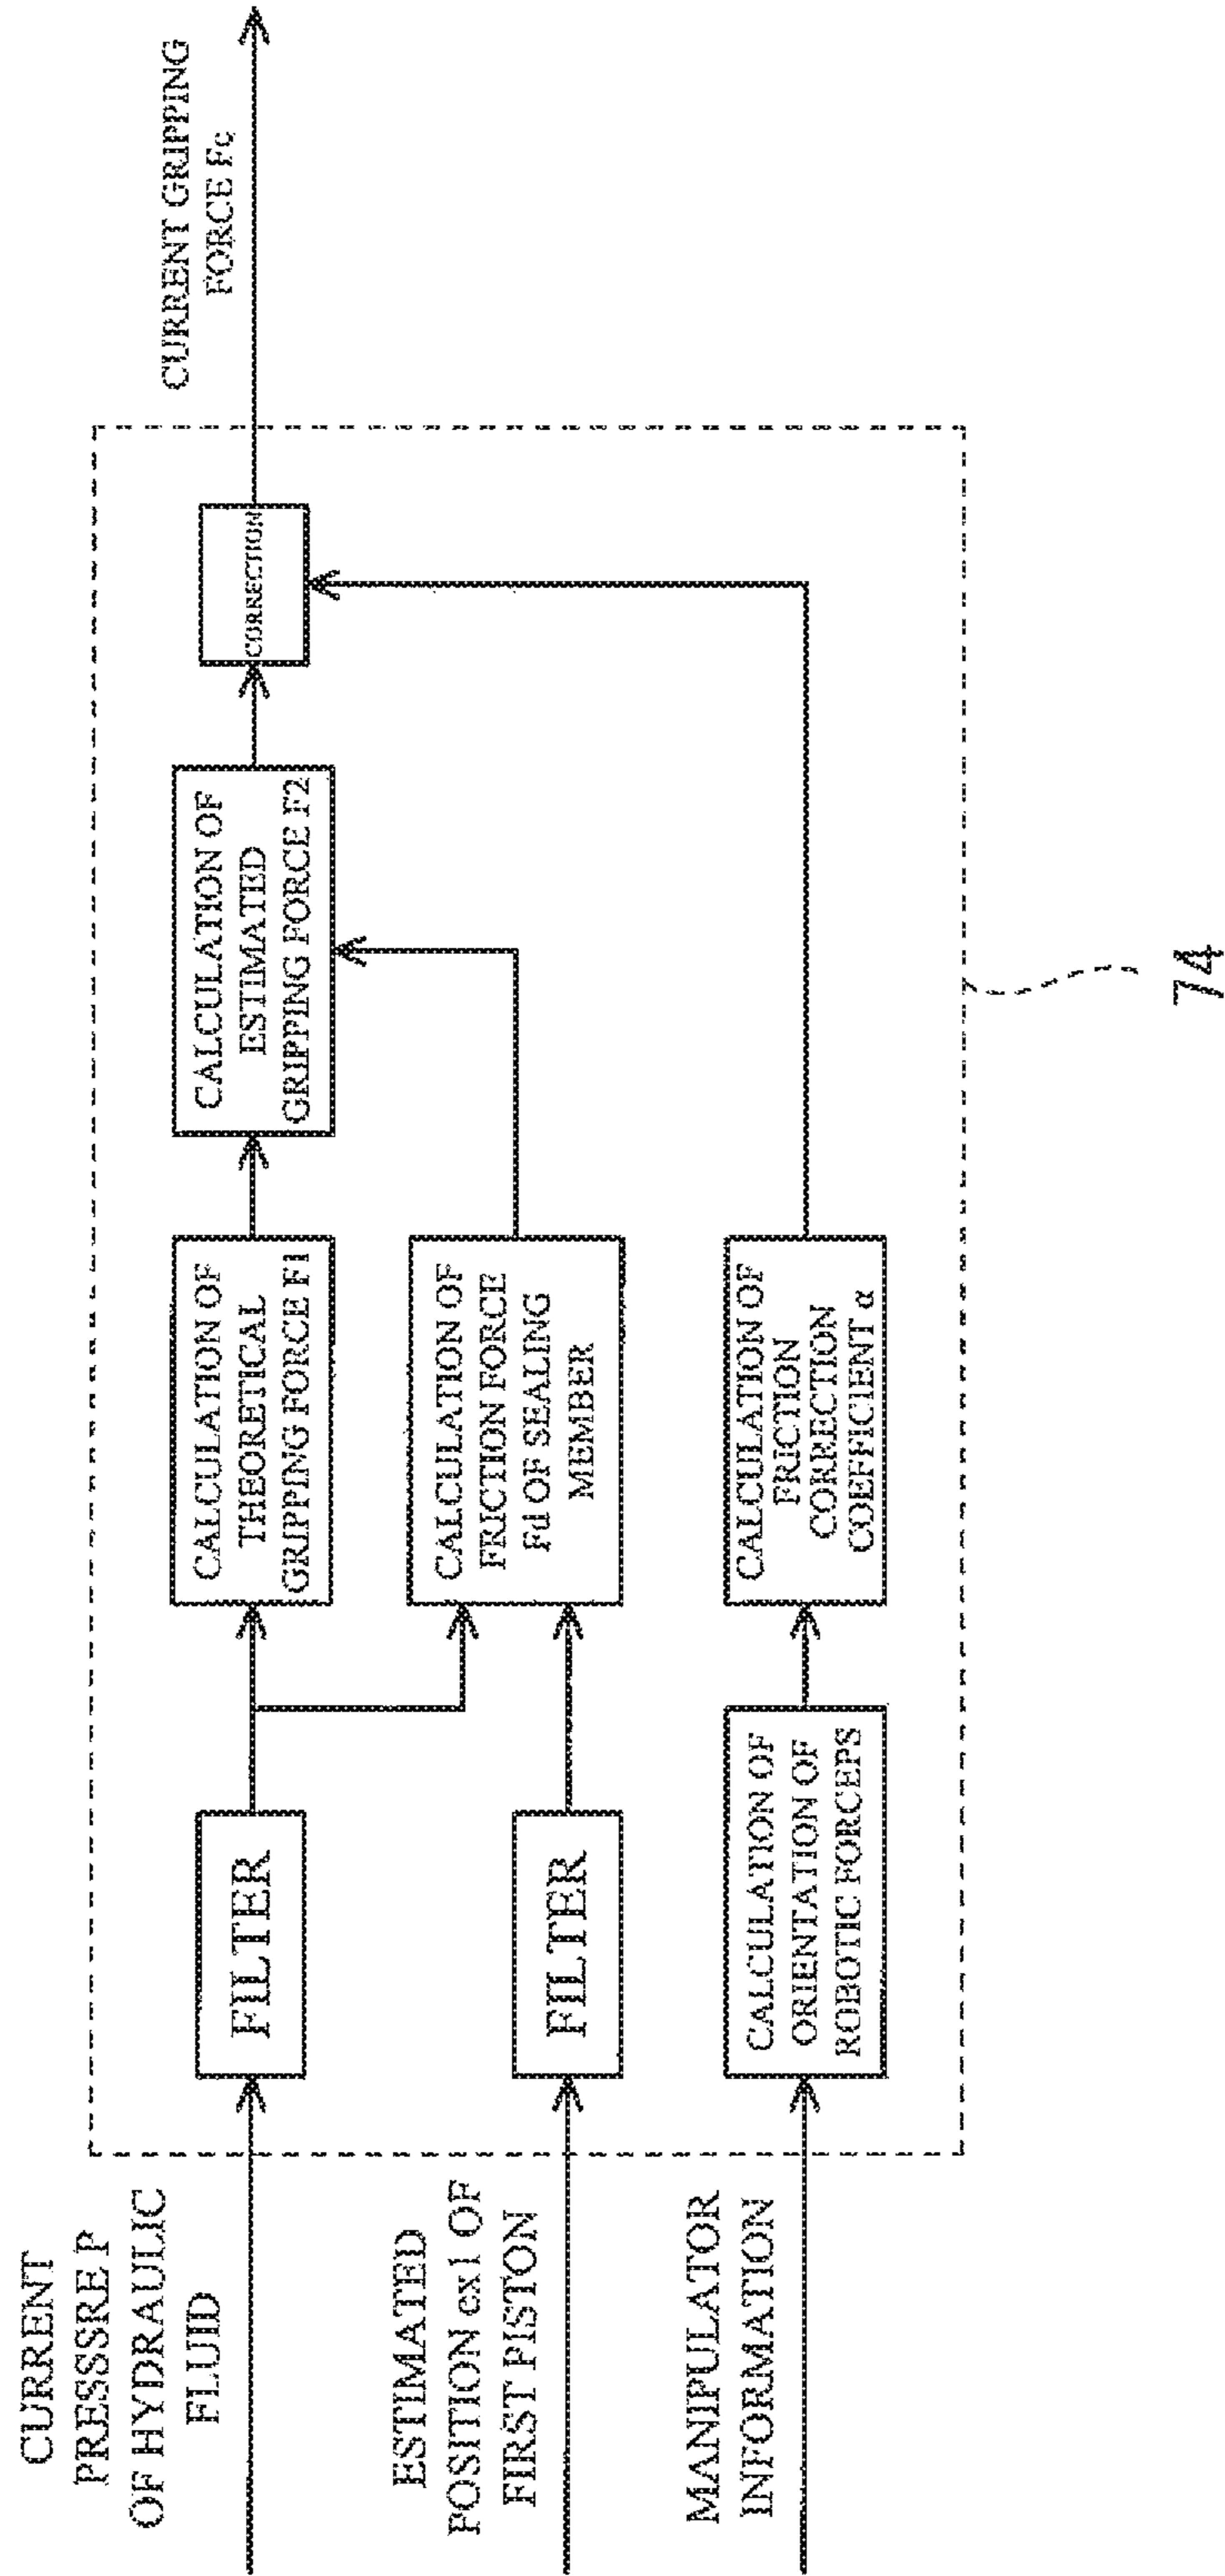 CURRENT
PRESSSRE P
OF HYDRAULIC
FLUID
ESTIMATED
POSITION ex1 OF
FIRST PISTON
MANIPULATOR
INFORMATION
FILTER
FILTER
CALCULATION OF
ORIENTATION OF
ROBOTIC FORCEPS
CALCULATION OF
THEORETICAL
GRIPPING FORCE F1
CALCULATION OF
FRICTION FORCE
Fd OF SEALING
MEMBER
CALCULATION OF
FRICTION
CORRECTION
COEFFICIENT α
CALCULATION OF
ESTIMATED
GRIPPING FORCE F2
CORRECTION
CURRENT GRIPPING
FORCE Fc
74